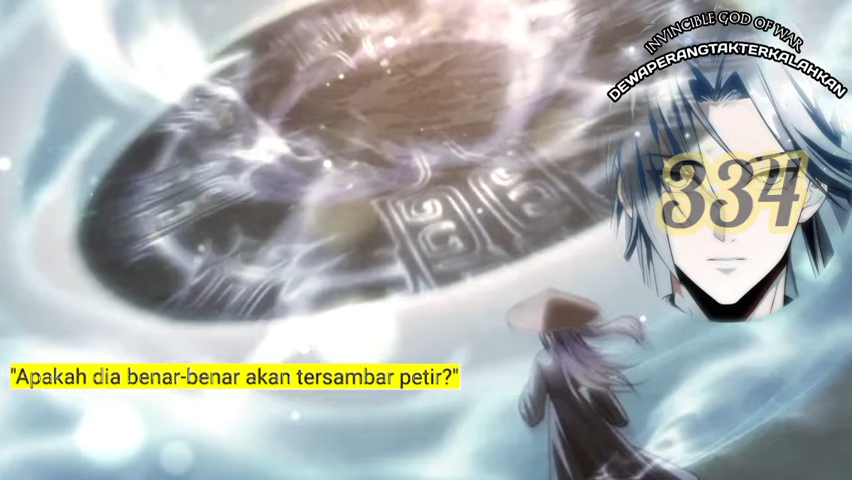 INVINCIBLE GOD OF WAR
DEWAPERANGTAKTERKALAHKAN
334
"Apakah dia benar-benar akan tersambar petir?"